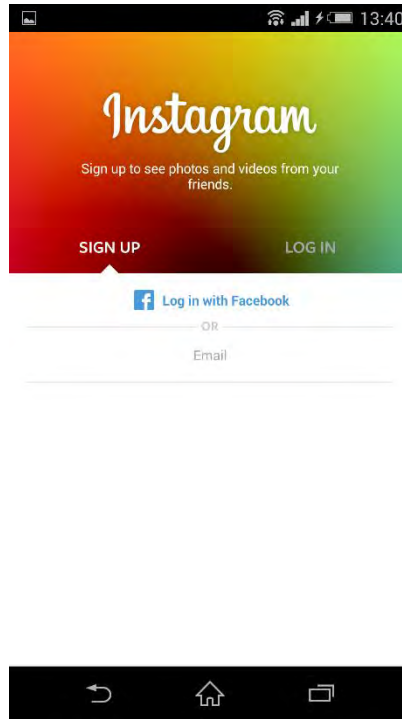 13:40
Instagram
Sign up to see photos and videos from your
friends.
SIGN UP
LOG IN
Log in with Facebook
OR
Email